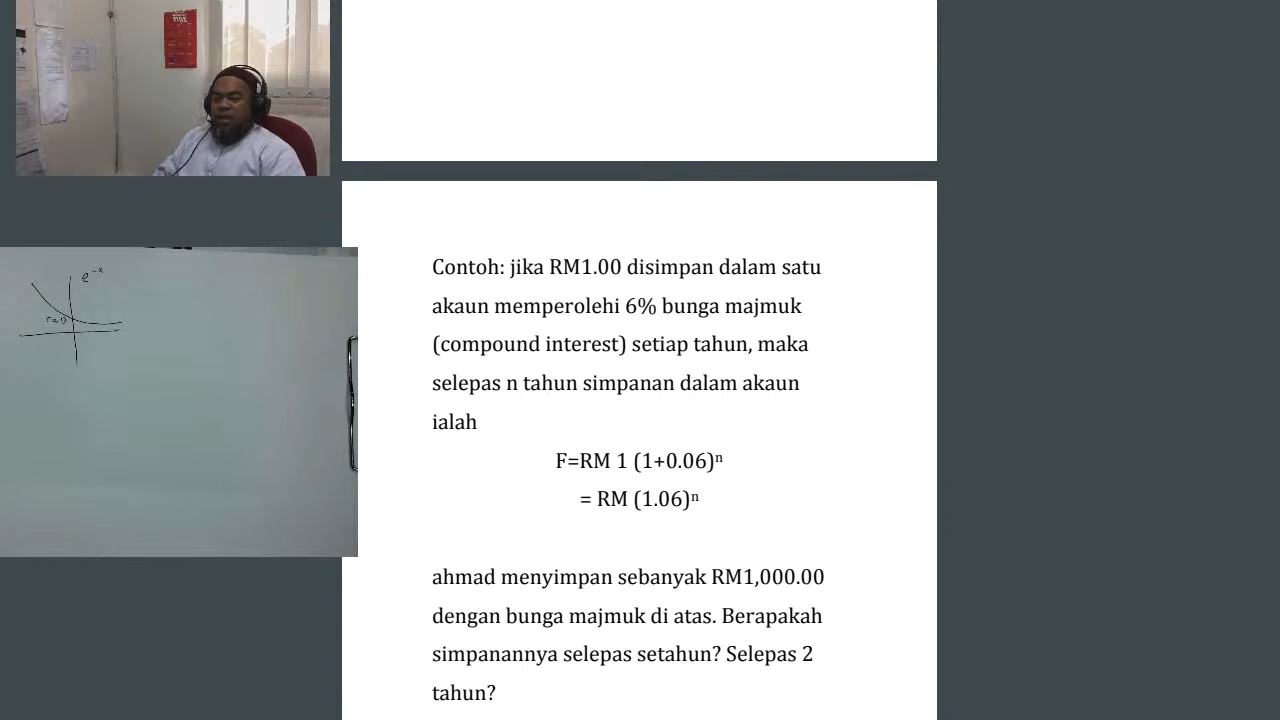 2017
e⁻ˣ
Contoh: jika RM1.00 disimpan dalam satu
akaun memperolehi 6% bunga majmuk
(compound interest) setiap tahun, maka
selepas n tahun simpanan dalam akaun
ialah
F=RM 1 (1+0.06)ⁿ
= RM (1.06)ⁿ
ahmad menyimpan sebanyak RM1,000.00
dengan bunga majmuk di atas. Berapakah
simpanannya selepas setahun? Selepas 2
tahun?